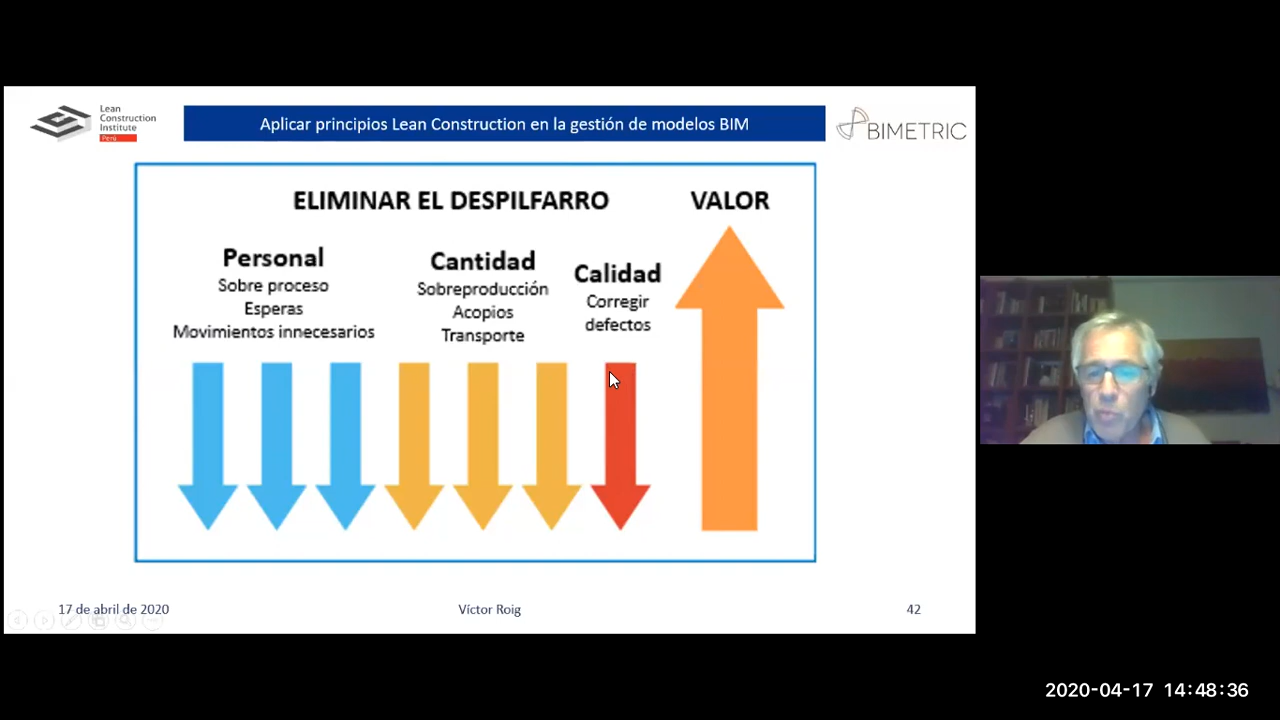 Lean
Construction
Institute
Perú
Aplicar principios Lean Construction en la gestión de modelos BIM
BIMETRIC
ELIMINAR EL DESPILFARRO
VALOR
Personal
Sobre proceso
Esperas
Movimientos innecesarios
Cantidad
Sobreproducción
Acopios
Transporte
Calidad
Corregir
defectos
17 de abril de 2020
Víctor Roig
42
2020-04-17 14:48:36